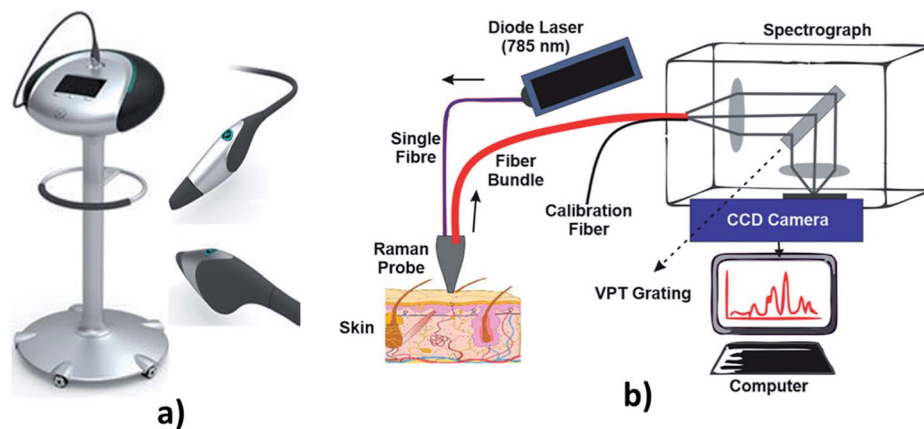 Diode Laser
(785 nm)
Spectrograph
Single
Fibre
Fiber
Bundle
Calibration
Fiber
CCD Camera
Raman
Probe
VPT Grating
Skin
Computer
a)
b)